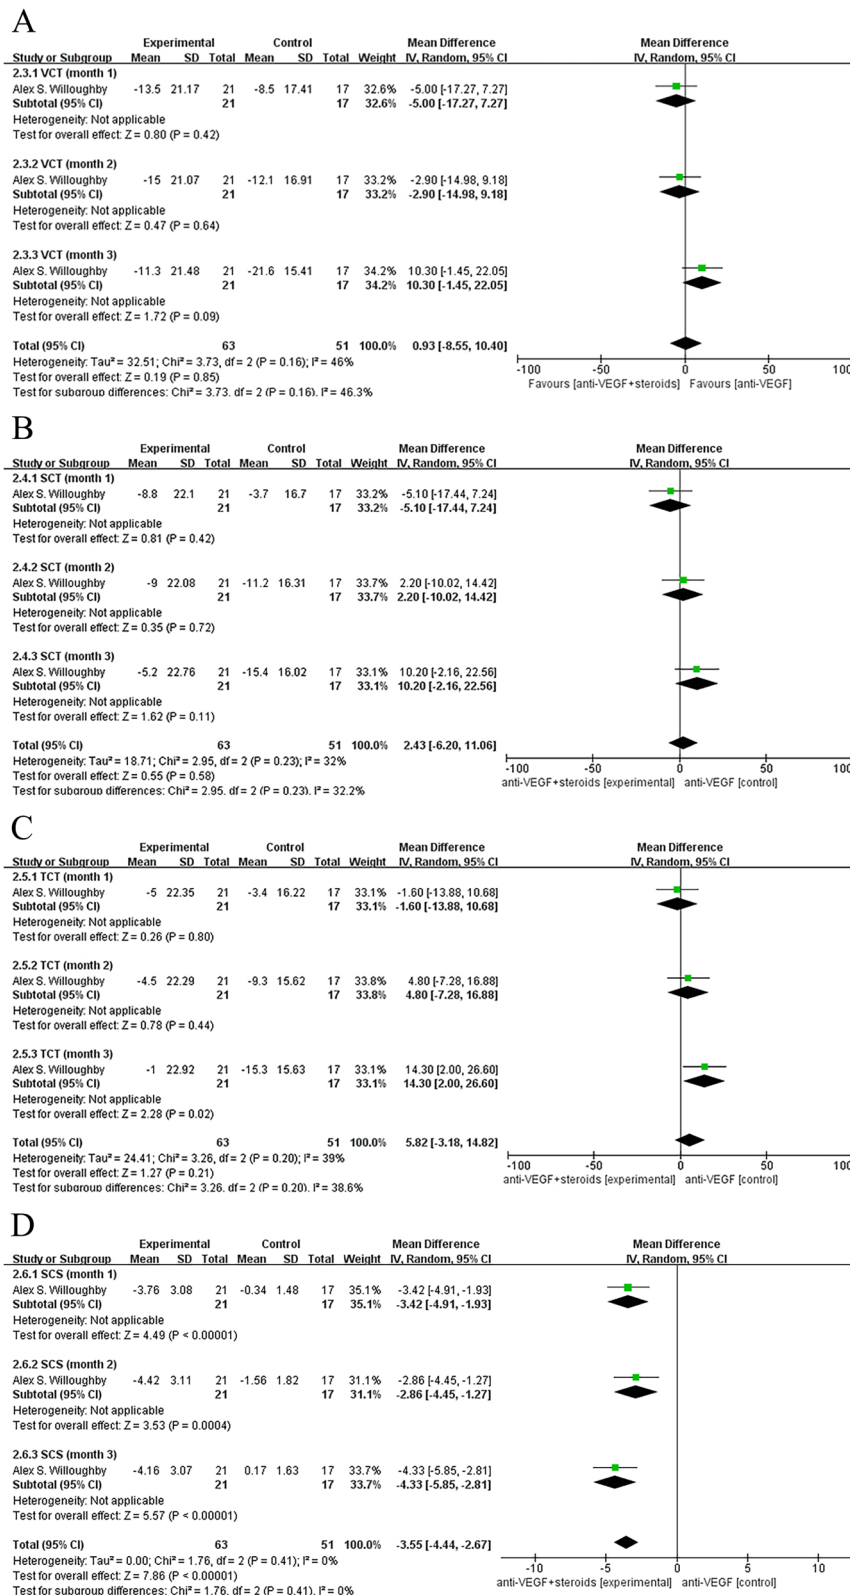 A
Experimental Control Mean Difference Mean Difference
Study or Subgroup Mean SD Total Mean SD Total Weight IV, Random, 95% CI IV, Random, 95% CI
2.3.1 VCT (month 1)
Alex S. Willoughby -13.5 21.17 21 -8.5 17.41 17 32.6% -5.00 [-17.27, 7.27]
Subtotal (95% CI) 21 17 32.6% -5.00 [-17.27, 7.27]
Heterogeneity: Not applicable
Test for overall effect: Z = 0.80 (P = 0.42)
2.3.2 VCT (month 2)
Alex S. Willoughby -15 21.07 21 -12.1 16.91 17 33.2% -2.90 [-14.98, 9.18]
Subtotal (95% CI) 21 17 33.2% -2.90 [-14.98, 9.18]
Heterogeneity: Not applicable
Test for overall effect: Z = 0.47 (P = 0.64)
2.3.3 VCT (month 3)
Alex S. Willoughby -11.3 21.48 21 -21.6 15.41 17 34.2% 10.30 [-1.45, 22.05]
Subtotal (95% CI) 21 17 34.2% 10.30 [-1.45, 22.05]
Heterogeneity: Not applicable
Test for overall effect: Z = 1.72 (P = 0.09)
Total (95% CI) 63 51 100.0% 0.93 [-8.55, 10.40]
Heterogeneity: Tau² = 32.51; Chi² = 3.73, df = 2 (P = 0.16); I² = 46%
Test for overall effect: Z = 0.19 (P = 0.85)
Test for subgroup differences: Chi² = 3.73. df = 2 (P = 0.16). I² = 46.3%
-100 -50 0 50 100
Favours [anti-VEGF+steroids] Favours [anti-VEGF]
B
Experimental Control Mean Difference Mean Difference
Study or Subgroup Mean SD Total Mean SD Total Weight IV, Random, 95% CI IV, Random, 95% CI
2.4.1 SCT (month 1)
Alex S. Willoughby -8.8 22.1 21 -3.7 16.7 17 33.2% -5.10 [-17.44, 7.24]
Subtotal (95% CI) 21 17 33.2% -5.10 [-17.44, 7.24]
Heterogeneity: Not applicable
Test for overall effect: Z = 0.81 (P = 0.42)
2.4.2 SCT (month 2)
Alex S. Willoughby -9 22.08 21 -11.2 16.31 17 33.7% 2.20 [-10.02, 14.42]
Subtotal (95% CI) 21 17 33.7% 2.20 [-10.02, 14.42]
Heterogeneity: Not applicable
Test for overall effect: Z = 0.35 (P = 0.72)
2.4.3 SCT (month 3)
Alex S. Willoughby -5.2 22.76 21 -15.4 16.02 17 33.1% 10.20 [-2.16, 22.56]
Subtotal (95% CI) 21 17 33.1% 10.20 [-2.16, 22.56]
Heterogeneity: Not applicable
Test for overall effect: Z = 1.62 (P = 0.11)
Total (95% CI) 63 51 100.0% 2.43 [-6.20, 11.06]
Heterogeneity: Tau² = 18.71; Chi² = 2.95, df = 2 (P = 0.23); I² = 32%
Test for overall effect: Z = 0.55 (P = 0.58)
Test for subgroup differences: Chi² = 2.95. df = 2 (P = 0.23). I² = 32.2%
-100 -50 0 50 100
anti-VEGF+steroids [experimental] anti-VEGF [control]
C
Experimental Control Mean Difference Mean Difference
Study or Subgroup Mean SD Total Mean SD Total Weight IV, Random, 95% CI IV, Random, 95% CI
2.5.1 TCT (month 1)
Alex S. Willoughby -5 22.35 21 -3.4 16.22 17 33.1% -1.60 [-13.88, 10.68]
Subtotal (95% CI) 21 17 33.1% -1.60 [-13.88, 10.68]
Heterogeneity: Not applicable
Test for overall effect: Z = 0.26 (P = 0.80)
2.5.2 TCT (month 2)
Alex S. Willoughby -4.5 22.29 21 -9.3 15.62 17 33.8% 4.80 [-7.28, 16.88]
Subtotal (95% CI) 21 17 33.8% 4.80 [-7.28, 16.88]
Heterogeneity: Not applicable
Test for overall effect: Z = 0.78 (P = 0.44)
2.5.3 TCT (month 3)
Alex S. Willoughby -1 22.92 21 -15.3 15.63 17 33.1% 14.30 [2.00, 26.60]
Subtotal (95% CI) 21 17 33.1% 14.30 [2.00, 26.60]
Heterogeneity: Not applicable
Test for overall effect: Z = 2.28 (P = 0.02)
Total (95% CI) 63 51 100.0% 5.82 [-3.18, 14.82]
Heterogeneity: Tau² = 24.41; Chi² = 3.26, df = 2 (P = 0.20); I² = 39%
Test for overall effect: Z = 1.27 (P = 0.21)
Test for subgroup differences: Chi² = 3.26. df = 2 (P = 0.20). I² = 38.6%
-100 -50 0 50 100
anti-VEGF+steroids [experimental] anti-VEGF [control]
D
Experimental Control Mean Difference Mean Difference
Study or Subgroup Mean SD Total Mean SD Total Weight IV, Random, 95% CI IV, Random, 95% CI
2.6.1 SCS (month 1)
Alex S. Willoughby -3.76 3.08 21 -0.34 1.48 17 35.1% -3.42 [-4.91, -1.93]
Subtotal (95% CI) 21 17 35.1% -3.42 [-4.91, -1.93]
Heterogeneity: Not applicable
Test for overall effect: Z = 4.49 (P < 0.00001)
2.6.2 SCS (month 2)
Alex S. Willoughby -4.42 3.11 21 -1.56 1.82 17 31.1% -2.86 [-4.45, -1.27]
Subtotal (95% CI) 21 17 31.1% -2.86 [-4.45, -1.27]
Heterogeneity: Not applicable
Test for overall effect: Z = 3.53 (P = 0.0004)
2.6.3 SCS (month 3)
Alex S. Willoughby -4.16 3.07 21 0.17 1.63 17 33.7% -4.33 [-5.85, -2.81]
Subtotal (95% CI) 21 17 33.7% -4.33 [-5.85, -2.81]
Heterogeneity: Not applicable
Test for overall effect: Z = 5.57 (P < 0.00001)
Total (95% CI) 63 51 100.0% -3.55 [-4.44, -2.67]
Heterogeneity: Tau² = 0.00; Chi² = 1.76, df = 2 (P = 0.41); I² = 0%
Test for overall effect: Z = 7.86 (P < 0.00001)
Test for subgroup differences: Chi² = 1.76. df = 2 (P = 0.41). I² = 0%
-10 -5 0 5 10
anti-VEGF+steroids [experimental] anti-VEGF [control]